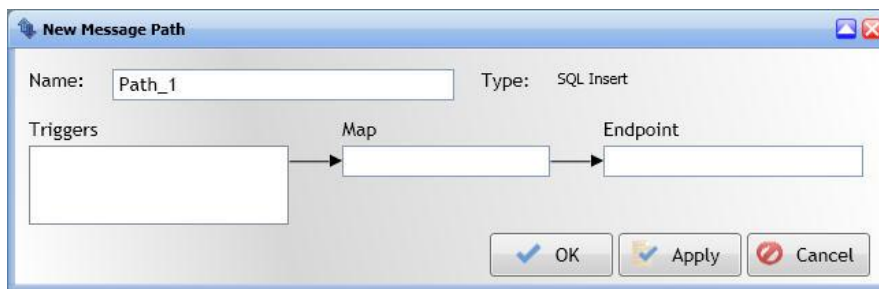 New Message Path
Name: Path_1 Type: SQL Insert
Triggers Map Endpoint
OK Apply Cancel